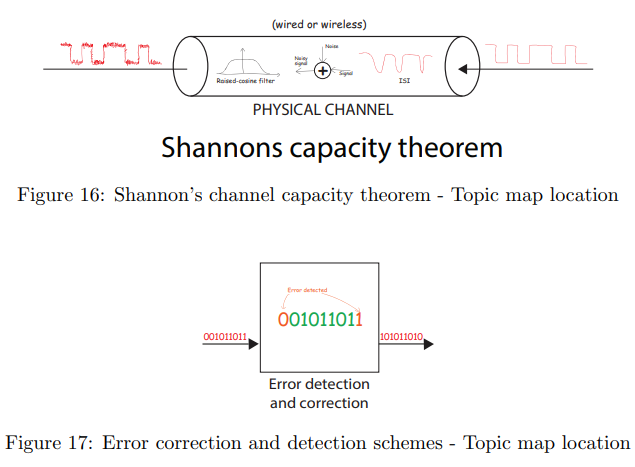 (wired or wireless)
Noise
Noisy
signal
Signal
Raised-cosine filter
ISI
PHYSICAL CHANNEL
Shannons capacity theorem
Figure 16: Shannon's channel capacity theorem - Topic map location
Error detected
001011011
001011011
101011010
Error detection
and correction
Figure 17: Error correction and detection schemes - Topic map location